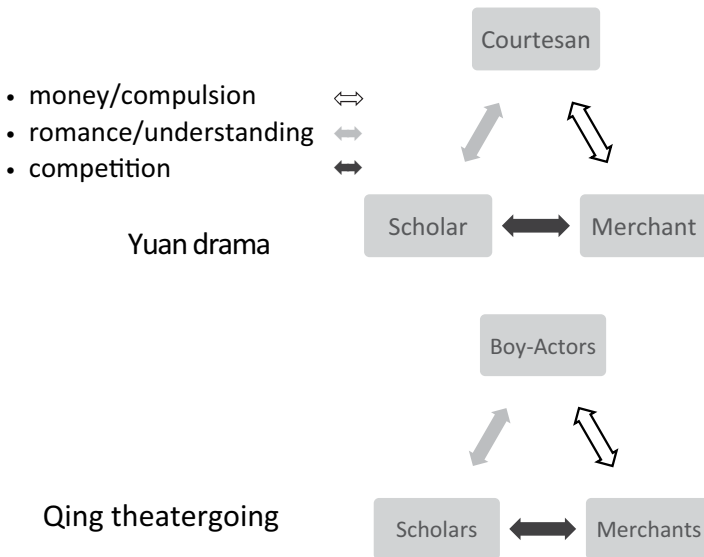 Courtesan
• money/compulsion
• romance/understanding
• competition
Scholar
Merchant
Yuan drama
Boy-Actors
Qing theatergoing
Scholars
Merchants